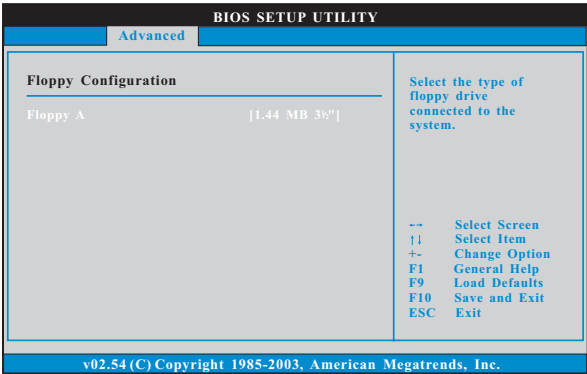 BIOS SETUP UTILITY
Advanced
Floppy Configuration
Floppy A [1.44 MB 3½"]
Select the type of
floppy drive
connected to the
system.
←→ Select Screen
↑↓ Select Item
+- Change Option
F1 General Help
F9 Load Defaults
F10 Save and Exit
ESC Exit
v02.54 (C) Copyright 1985-2003, American Megatrends, Inc.